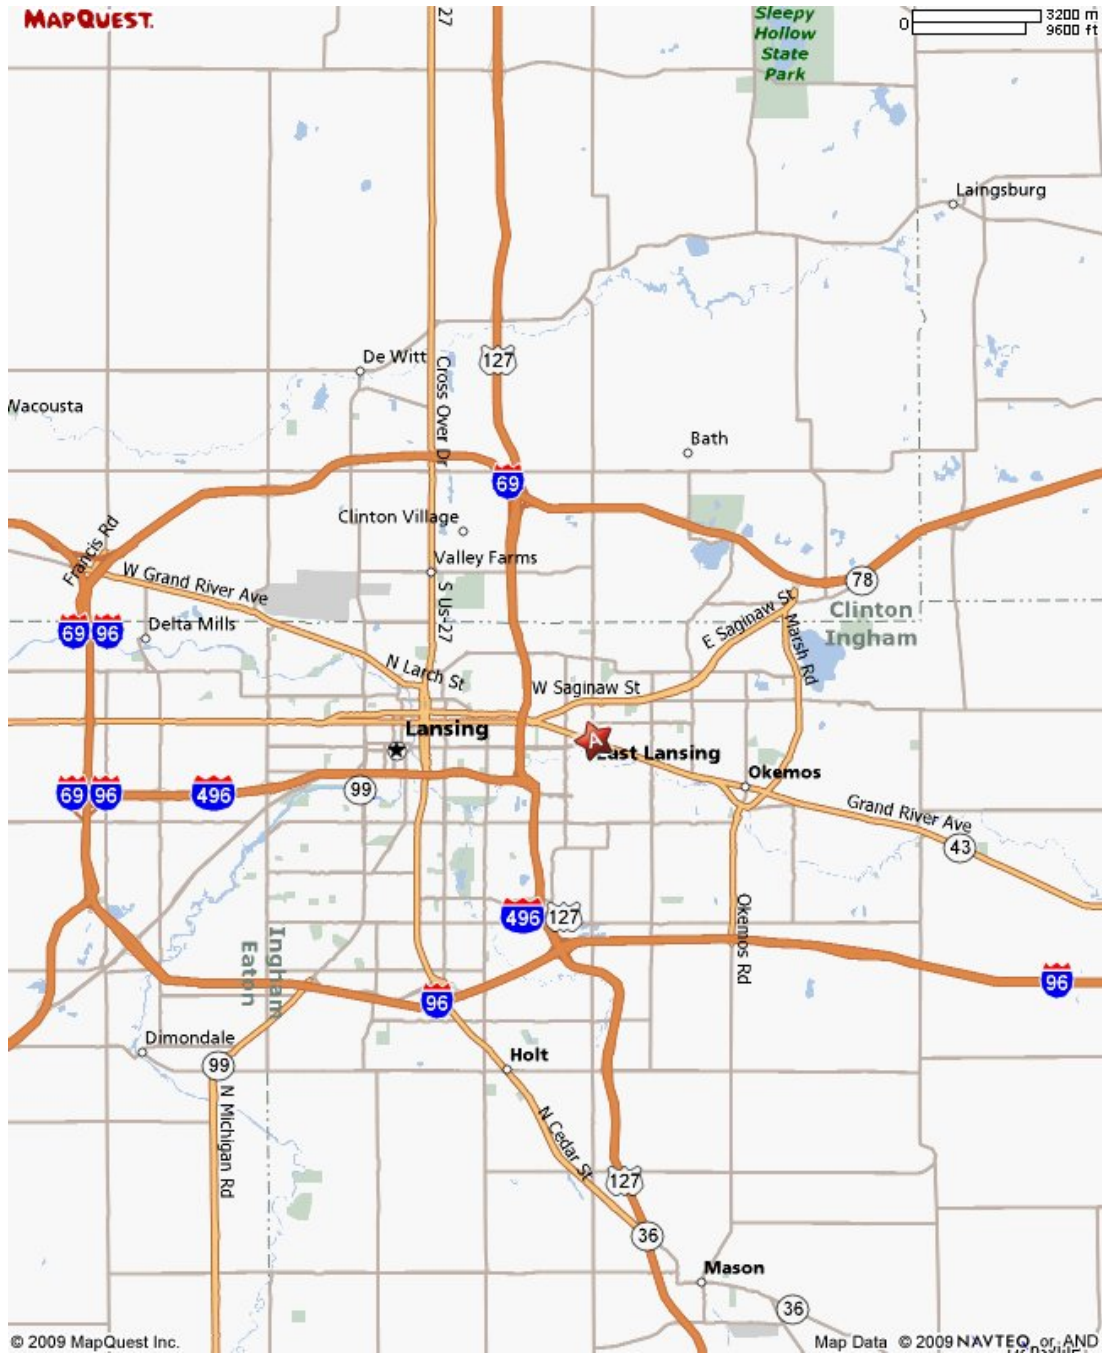 MAPQUEST.
27
Sleepy
Hollow
State
Park
0
3200 m
9600 ft
Laingsburg
De Witt
127
Cross Over Dr
Wacousta
Bath
69
Clinton Village
Francis Rd
Valley Farms
W Grand River Ave
78
S Us-27
Clinton
Ingham
E Saginaw St
Marsh Rd
69
96
Delta Mills
N Larch St
W Saginaw St
Lansing
A
East Lansing
Okemos
69
96
496
99
Grand River Ave
43
496
127
Okemos Rd
Ingham
Eaton
96
96
Dimondale
Holt
99
N Michigan Rd
N Cedar St
127
36
Mason
36
© 2009 MapQuest Inc.
Map Data © 2009 NAVTEQ or AND